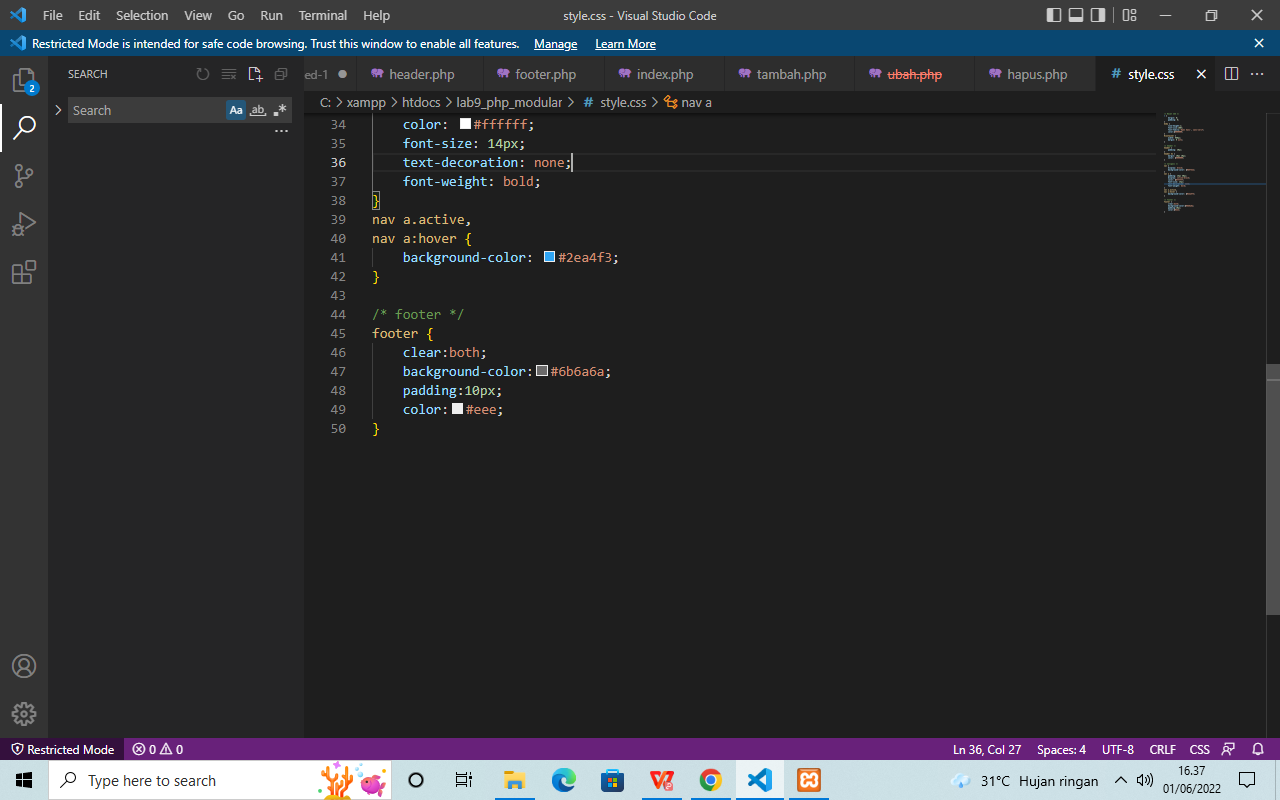 File Edit Selection View Go Run Terminal Help style.css - Visual Studio Code
Restricted Mode is intended for safe code browsing. Trust this window to enable all features. Manage Learn More
2
SEARCH
Search
Aa ab
ed-1 header.php footer.php index.php tambah.php ubah.php hapus.php # style.css
C: > xampp > htdocs > lab9_php_modular > # style.css > nav a
34 color: #ffffff;
35 font-size: 14px;
36 text-decoration: none;
37 font-weight: bold;
38 }
39 nav a.active,
40 nav a:hover {
41 background-color: #2ea4f3;
42 }
43
44 /* footer */
45 footer {
46 clear:both;
47 background-color:#6b6a6a;
48 padding:10px;
49 color:#eee;
50 }
Restricted Mode 0 0 Ln 36, Col 27 Spaces: 4 UTF-8 CRLF CSS
Type here to search
31°C Hujan ringan
16.37
01/06/2022